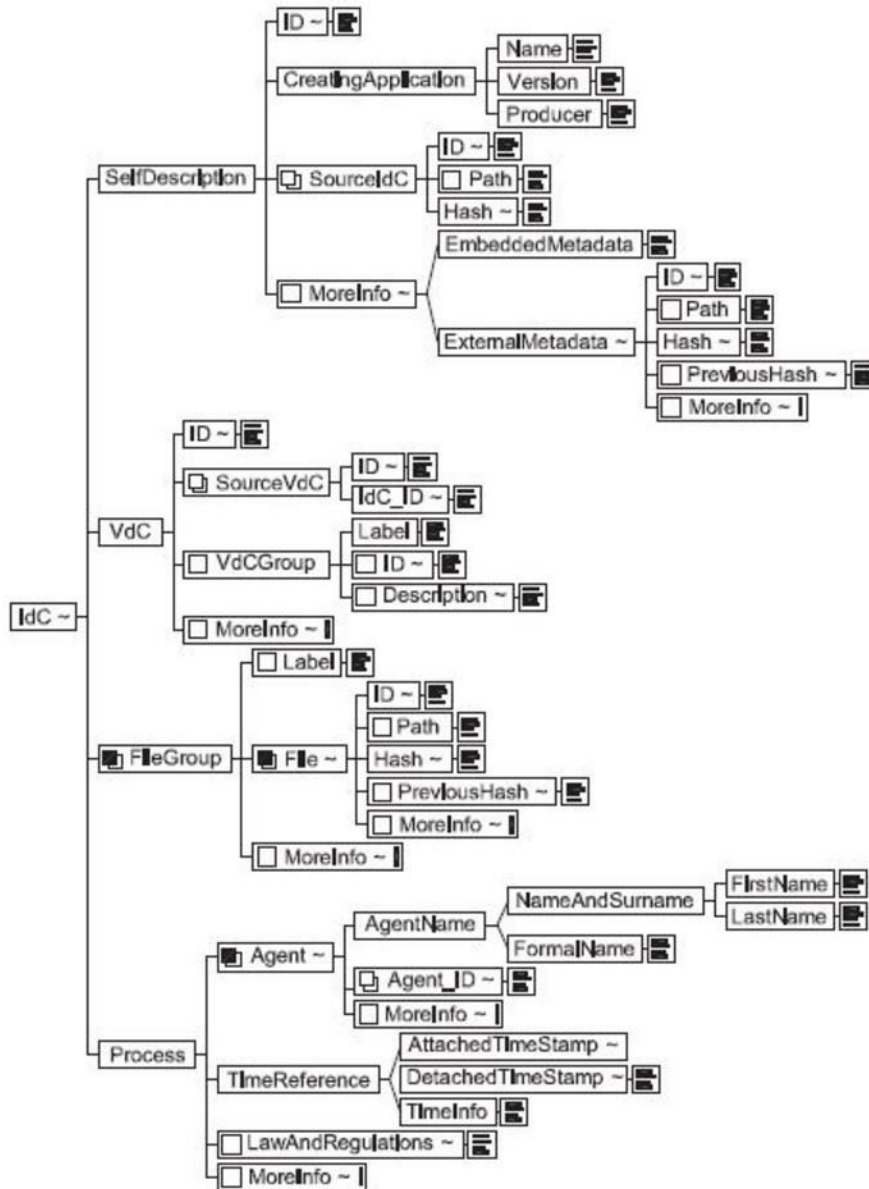 ID ~
CreatingApplication
Name
Version
Producer
SelfDescription
SourceIdC
ID ~
Path
Hash ~
MoreInfo ~
EmbeddedMetadata
ExternalMetadata ~
ID ~
Path
Hash ~
PreviousHash ~
MoreInfo ~
IdC ~
VdC
ID ~
SourceVdC
ID ~
IdC_ID ~
VdCGroup
Label
ID ~
Description ~
MoreInfo ~
FileGroup
Label
File ~
ID ~
Path
Hash ~
PreviousHash ~
MoreInfo ~
MoreInfo ~
Process
Agent ~
AgentName
NameAndSurname
FirstName
LastName
FormalName
Agent_ID ~
MoreInfo ~
TimeReference
AttachedTimeStamp ~
DetachedTimeStamp ~
TimeInfo
LawAndRegulations ~
MoreInfo ~